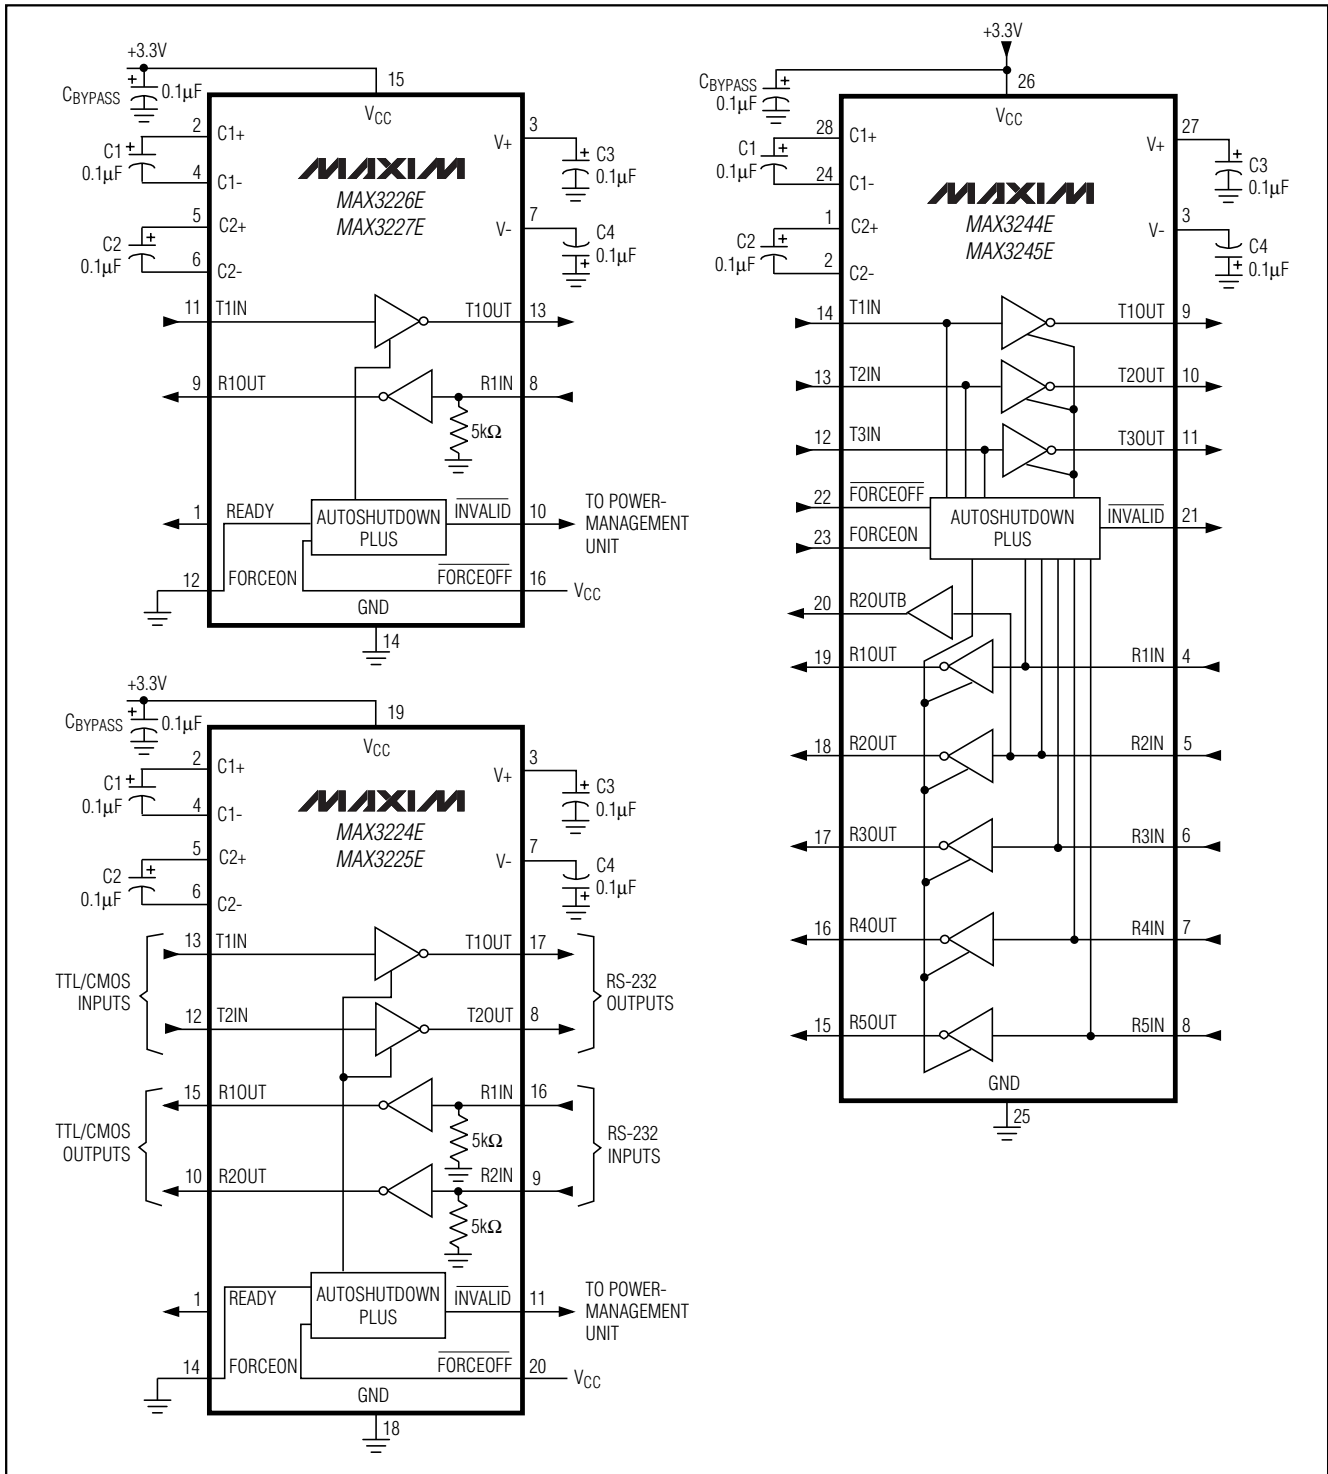 +3.3V
CBYPASS
+
0.1µF
15
VCC
2
C1+
C1
+
0.1µF
4
C1-
5
C2+
C2
+
0.1µF
6
C2-
3
V+
+
C3
0.1µF
7
V-
C4
+
0.1µF
MAXIM
MAX3226E
MAX3227E
11
T1IN
T1OUT
13
9
R1OUT
R1IN
8
5kΩ
1
READY
AUTOSHUTDOWN
PLUS
INVALID
10
TO POWER-
MANAGEMENT
UNIT
12
FORCEON
FORCEOFF
16
VCC
GND
14
+3.3V
CBYPASS
+
0.1µF
19
VCC
2
C1+
C1
+
0.1µF
4
C1-
5
C2+
C2
+
0.1µF
6
C2-
3
V+
+
C3
0.1µF
7
V-
C4
+
0.1µF
MAXIM
MAX3224E
MAX3225E
TTL/CMOS
INPUTS
13
T1IN
T1OUT
17
12
T2IN
T2OUT
8
RS-232
OUTPUTS
TTL/CMOS
OUTPUTS
15
R1OUT
R1IN
16
5kΩ
10
R2OUT
R2IN
9
5kΩ
RS-232
INPUTS
1
READY
AUTOSHUTDOWN
PLUS
INVALID
11
TO POWER-
MANAGEMENT
UNIT
14
FORCEON
FORCEOFF
20
VCC
GND
18
+3.3V
CBYPASS
+
0.1µF
26
VCC
28
C1+
C1
+
0.1µF
24
C1-
1
C2+
C2
+
0.1µF
2
C2-
27
V+
+
C3
0.1µF
3
V-
C4
+
0.1µF
MAXIM
MAX3244E
MAX3245E
14
T1IN
T1OUT
9
13
T2IN
T2OUT
10
12
T3IN
T3OUT
11
22
FORCEOFF
AUTOSHUTDOWN
PLUS
INVALID
21
23
FORCEON
20
R2OUTB
19
R1OUT
R1IN
4
18
R2OUT
R2IN
5
17
R3OUT
R3IN
6
16
R4OUT
R4IN
7
15
R5OUT
R5IN
8
GND
25